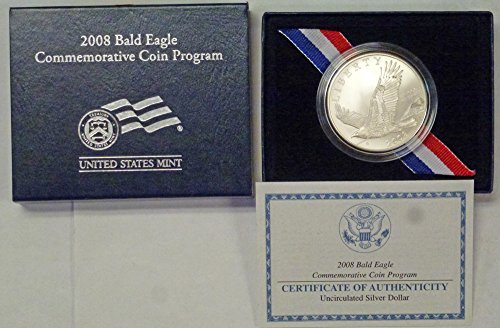 2008 Bald Eagle
Commemorative Coin Program
UNITED STATES MINT
LIBERTY
2008 Bald Eagle
Commemorative Coin Program
CERTIFICATE OF AUTHENTICITY
Uncirculated Silver Dollar